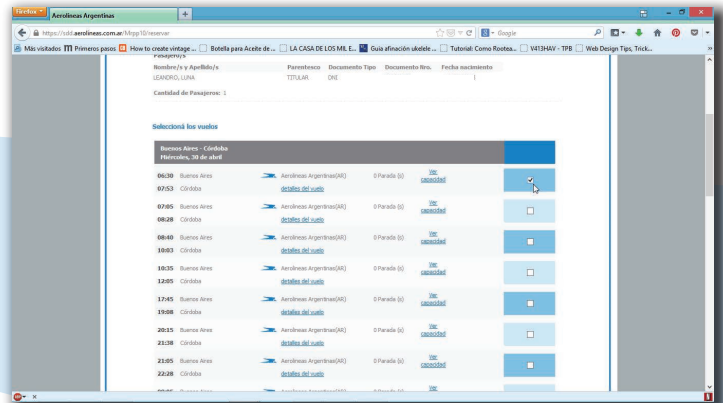 Firefox
Aerolineas Argentinas
https://sdd.aerolineas.com.ar/Mrpp10/reservar
Google
Más visitados
Primeros pasos
How to create vintage ...
Botella para Aceite de ...
LA CASA DE LOS MIL E...
Guia afinación ukelele ...
Tutorial: Como Rootea...
V413HAV - TPB
Web Design Tips, Trick...
Pasajero/s
Nombre/s y Apellido/s Parentesco Documento Tipo Documento Nro. Fecha nacimiento
LEANDRO, LUNA TITULAR DNI
Cantidad de Pasajeros: 1
Seleccioná los vuelos
Buenos Aires - Córdoba
Miércoles, 30 de abril
06:30 Buenos Aires Aerolíneas Argentinas(AR) 0 Parada (s) Ver capacidad
07:53 Córdoba detalles del vuelo
07:05 Buenos Aires Aerolíneas Argentinas(AR) 0 Parada (s) Ver capacidad
08:28 Córdoba detalles del vuelo
08:40 Buenos Aires Aerolíneas Argentinas(AR) 0 Parada (s) Ver capacidad
10:03 Córdoba detalles del vuelo
10:35 Buenos Aires Aerolíneas Argentinas(AR) 0 Parada (s) Ver capacidad
12:05 Córdoba detalles del vuelo
17:45 Buenos Aires Aerolíneas Argentinas(AR) 0 Parada (s) Ver capacidad
19:08 Córdoba detalles del vuelo
20:15 Buenos Aires Aerolíneas Argentinas(AR) 0 Parada (s) Ver capacidad
21:38 Córdoba detalles del vuelo
21:05 Buenos Aires Aerolíneas Argentinas(AR) 0 Parada (s) Ver capacidad
22:28 Córdoba detalles del vuelo
Ver